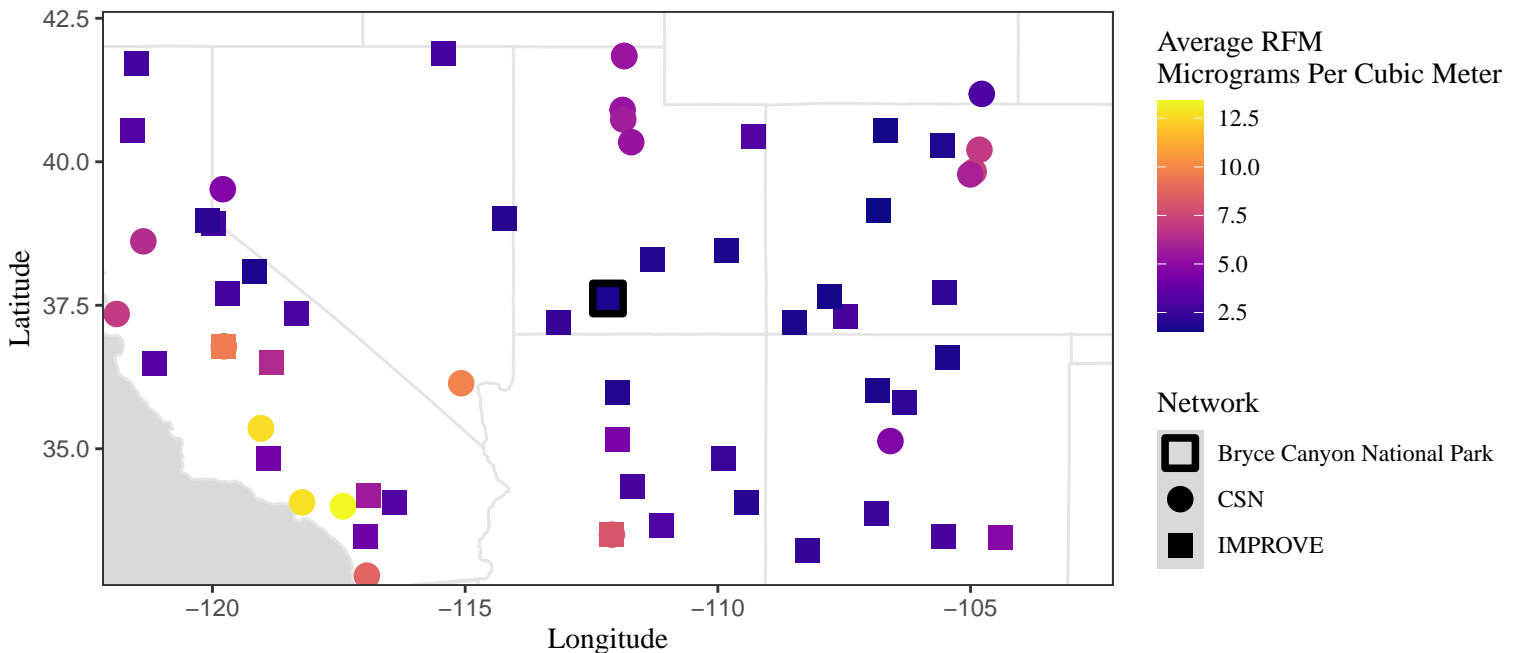 42.5
40.0
37.5
35.0
Latitude
−120
−115
−110
−105
Longitude
Average RFM
Micrograms Per Cubic Meter
12.5
10.0
7.5
5.0
2.5
Network
Bryce Canyon National Park
CSN
IMPROVE